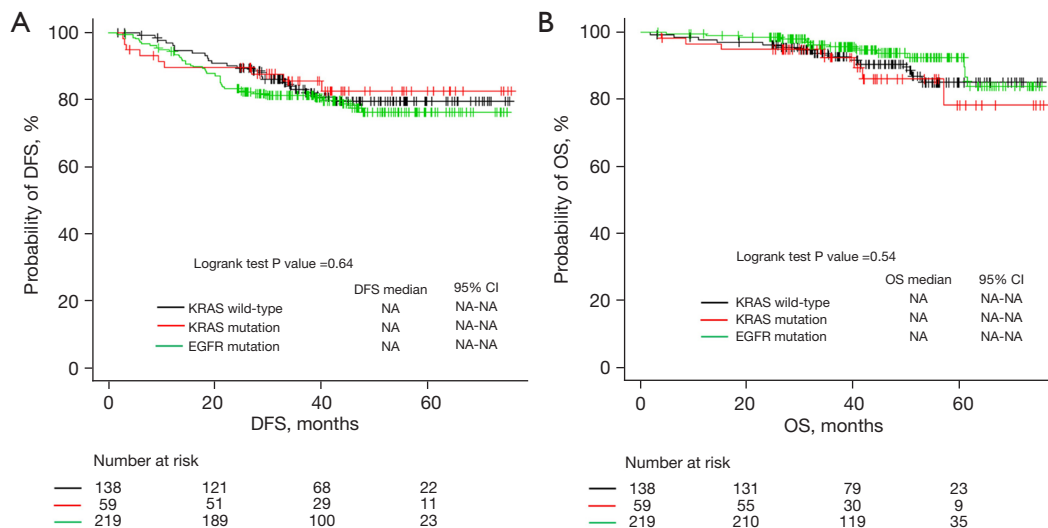 A
Probability of DFS, %
100
80
60
40
20
0
Logrank test P value =0.64
DFS median 95% CI
KRAS wild-type NA NA-NA
KRAS mutation NA NA-NA
EGFR mutation NA NA-NA
0 20 40 60
DFS, months
Number at risk
138 121 68 22
59 51 29 11
219 189 100 23
B
Probability of OS, %
100
80
60
40
20
0
Logrank test P value =0.54
OS median 95% CI
KRAS wild-type NA NA-NA
KRAS mutation NA NA-NA
EGFR mutation NA NA-NA
0 20 40 60
OS, months
Number at risk
138 131 79 23
59 55 30 9
219 210 119 35